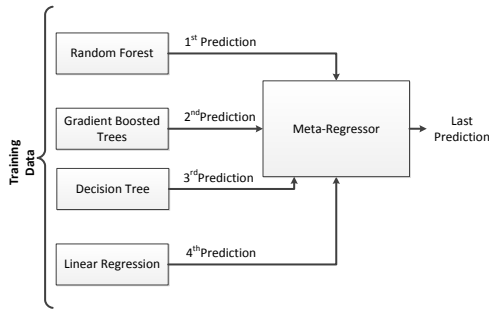 Training
Data
Random Forest
1st Prediction
Gradient Boosted
Trees
2ndPrediction
Decision Tree
3rdPrediction
Linear Regression
4thPrediction
Meta-Regressor
Last
Prediction